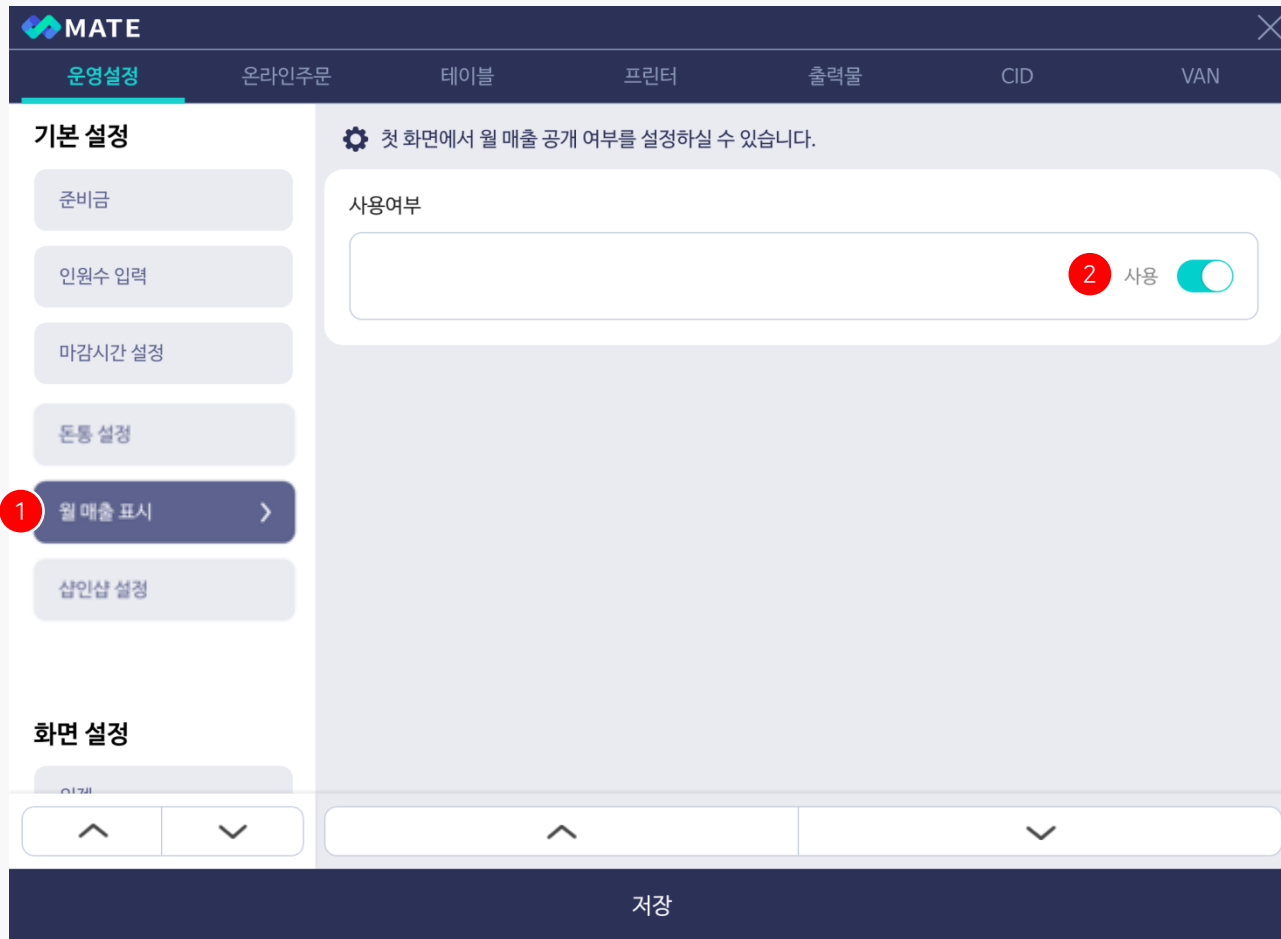 MATE
운영설정 온라인주문 테이블 프린터 출력물 CID VAN
기본 설정
첫 화면에서 월 매출 공개 여부를 설정하실 수 있습니다.
준비금
사용여부
인원수 입력
2 사용
마감시간 설정
돈통 설정
1 월 매출 표시
샵인샵 설정
화면 설정
저장